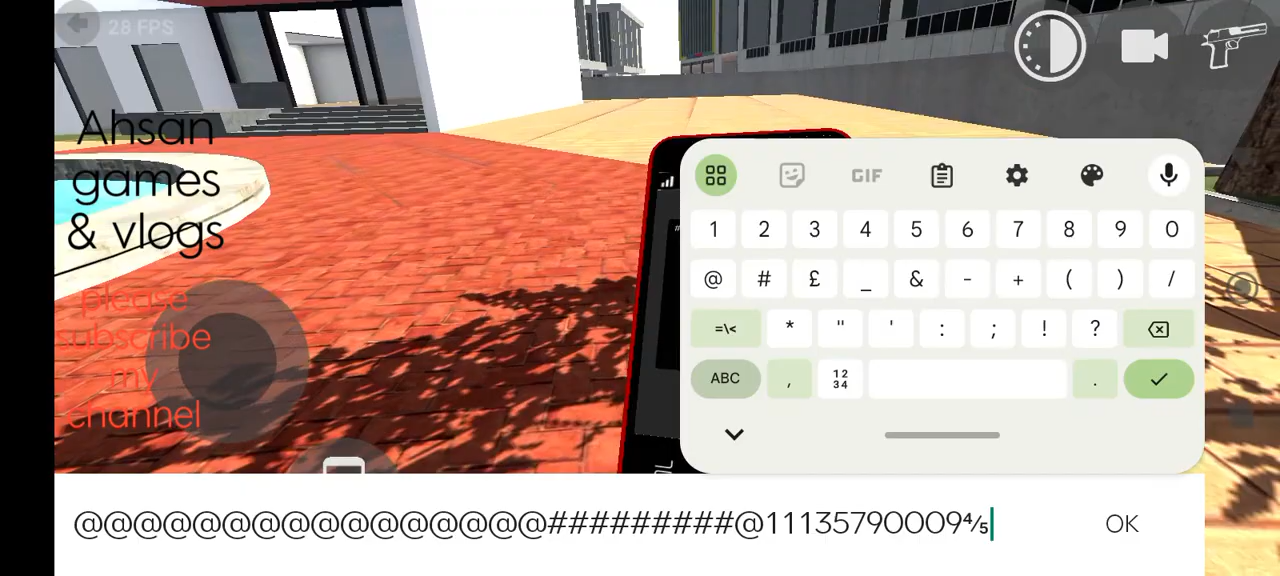 28 FPS
Ahsan
games
& vlogs
please
subscribe
my
channel
GIF
1 2 3 4 5 6 7 8 9 0
@ # £ _ & - + ( ) /
=\< * " ' : ; ! ?
ABC , 12 34 .
@@@@@@@@@@@@@@@@#########@11135790009⅘ OK